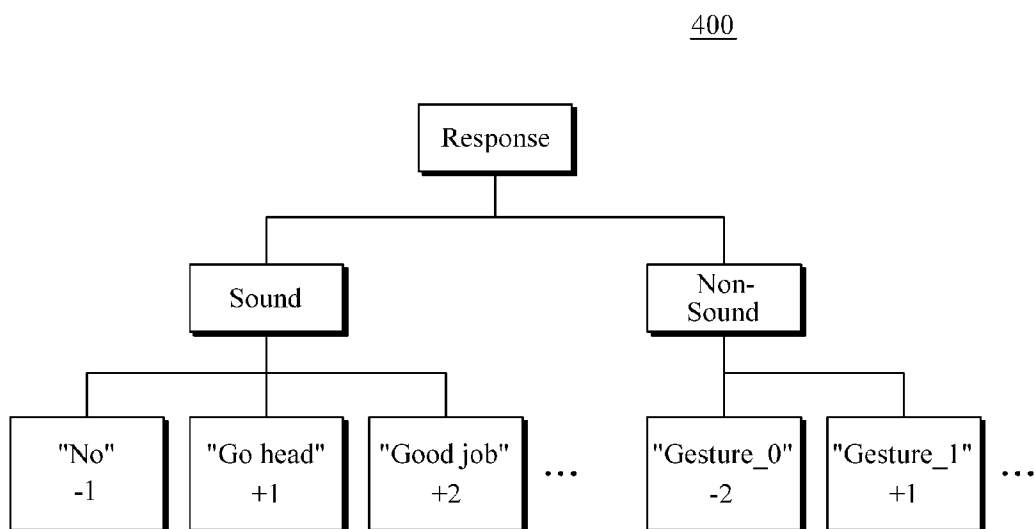 400
Response
Sound
Non-
Sound
"No"
-1
"Go head"
+1
"Good job"
+2
...
"Gesture_0"
-2
"Gesture_1"
+1
...